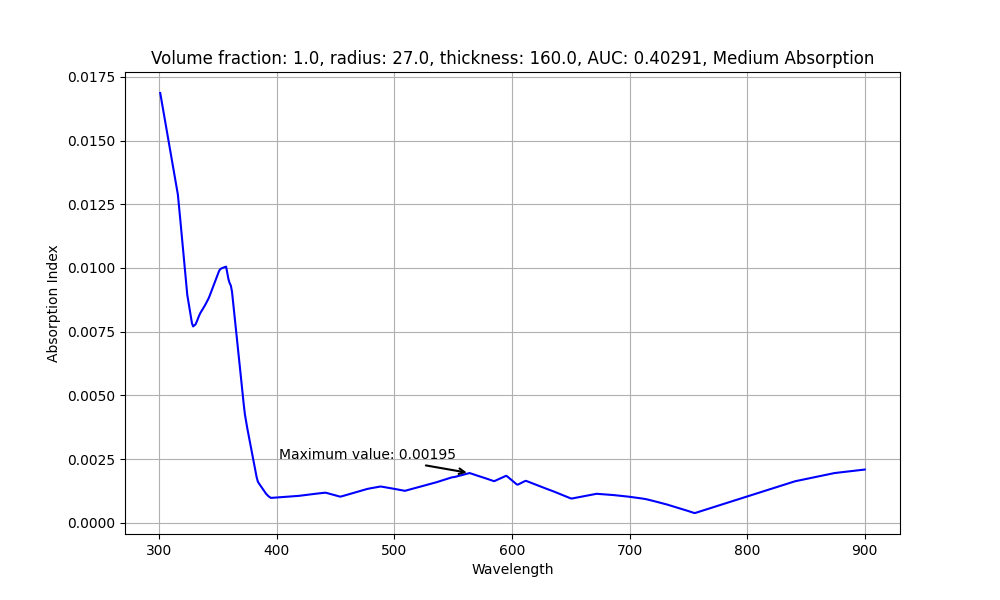 Volume fraction: 1.0, radius: 27.0, thickness: 160.0, AUC: 0.40291, Medium Absorption
0.0175
0.0150
0.0125
0.0100
0.0075
0.0050
0.0025
0.0000
Absorption Index
Maximum value: 0.00195
300 400 500 600 700 800 900
Wavelength